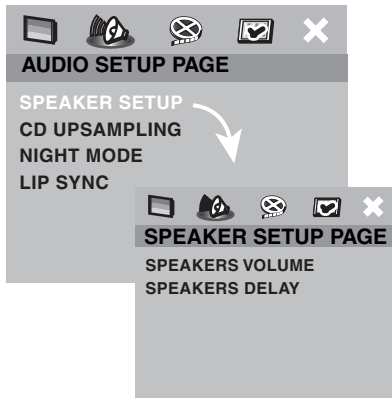 AUDIO SETUP PAGE
SPEAKER SETUP
CD UPSAMPLING
NIGHT MODE
LIP SYNC
SPEAKER SETUP PAGE
SPEAKERS VOLUME
SPEAKERS DELAY